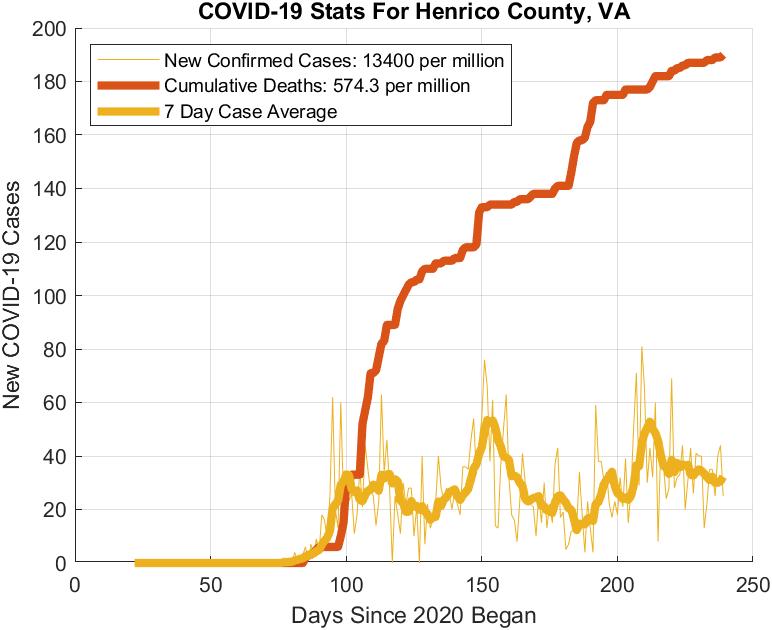 COVID-19 Stats For Henrico County, VA
New Confirmed Cases: 13400 per million
Cumulative Deaths: 574.3 per million
7 Day Case Average
New COVID-19 Cases
200
180
160
140
120
100
80
60
40
20
0
0 50 100 150 200 250
Days Since 2020 Began